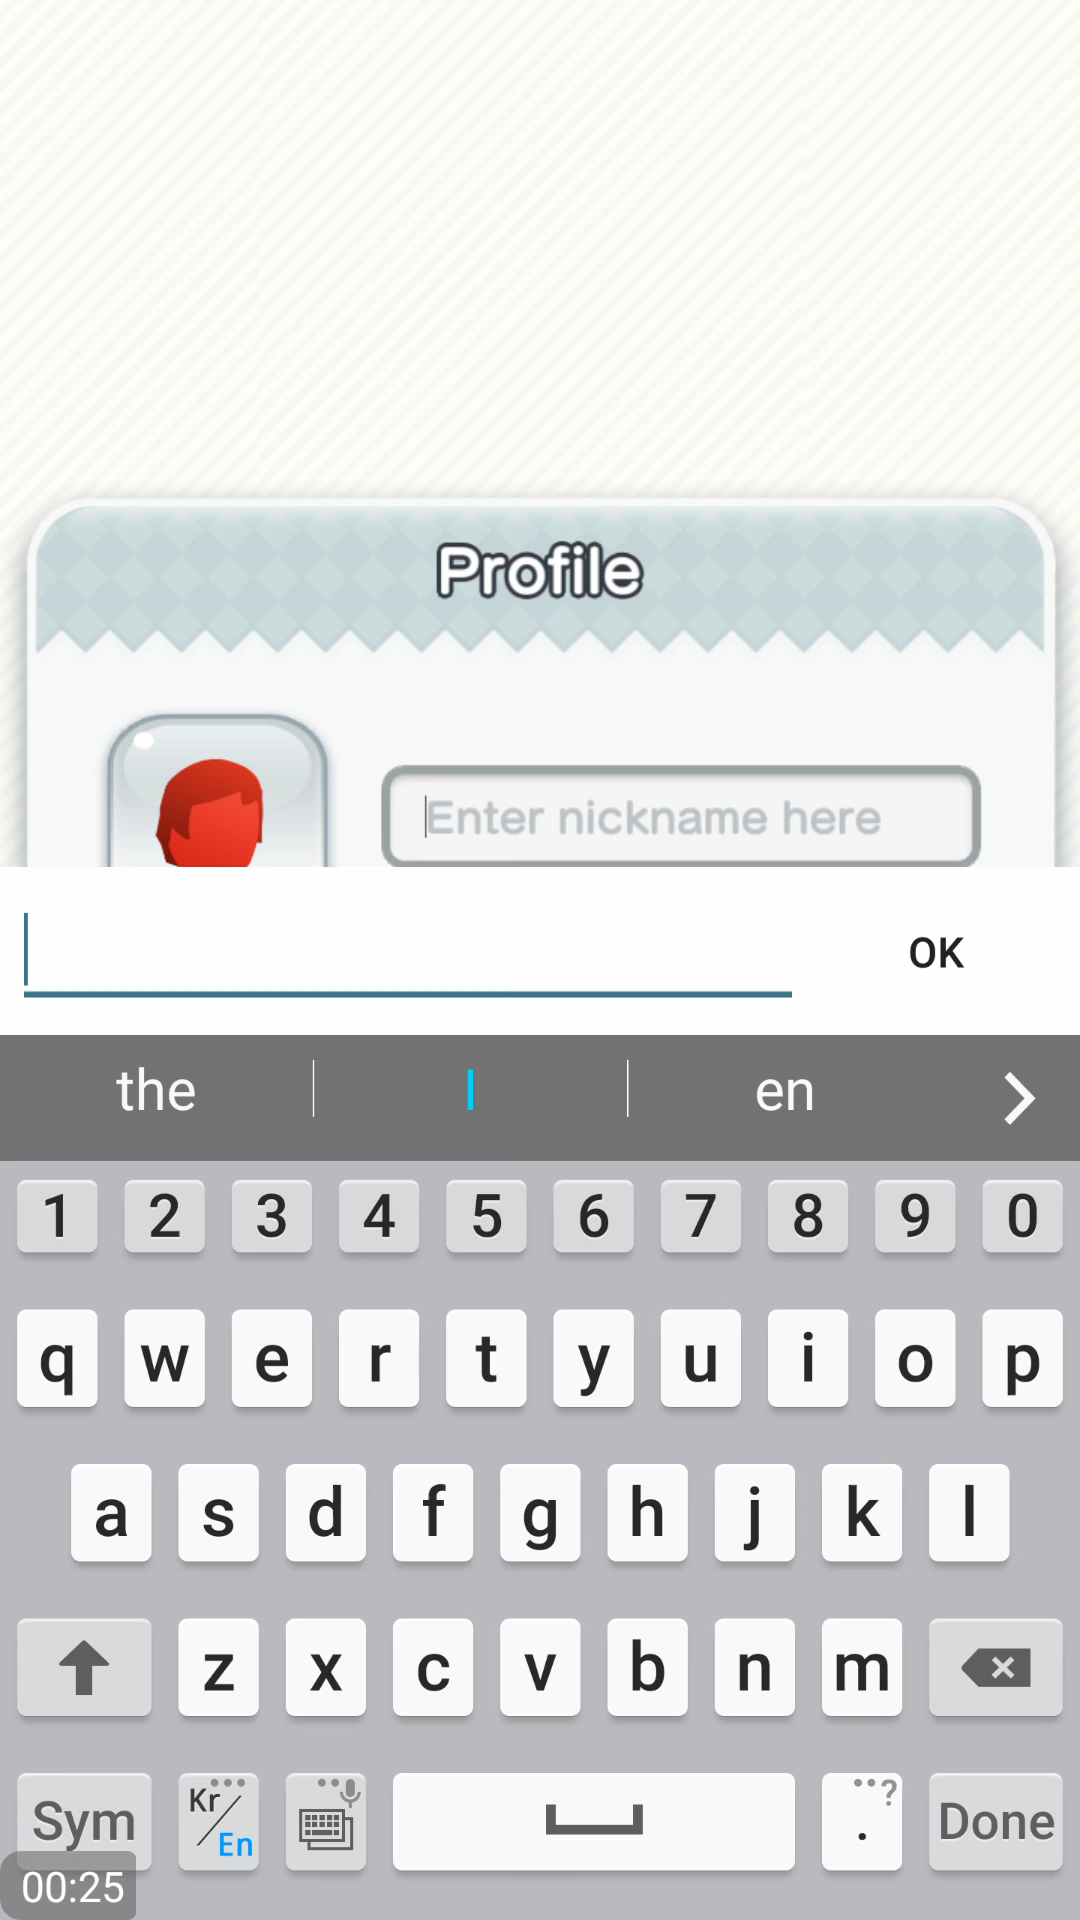 Profile
Enter nickname here
OK
the I en
1 2 3 4 5 6 7 8 9 0
q w e r t y u i o p
a s d f g h j k l
z x c v b n m
Sym Kr/En . ? Done
00:25